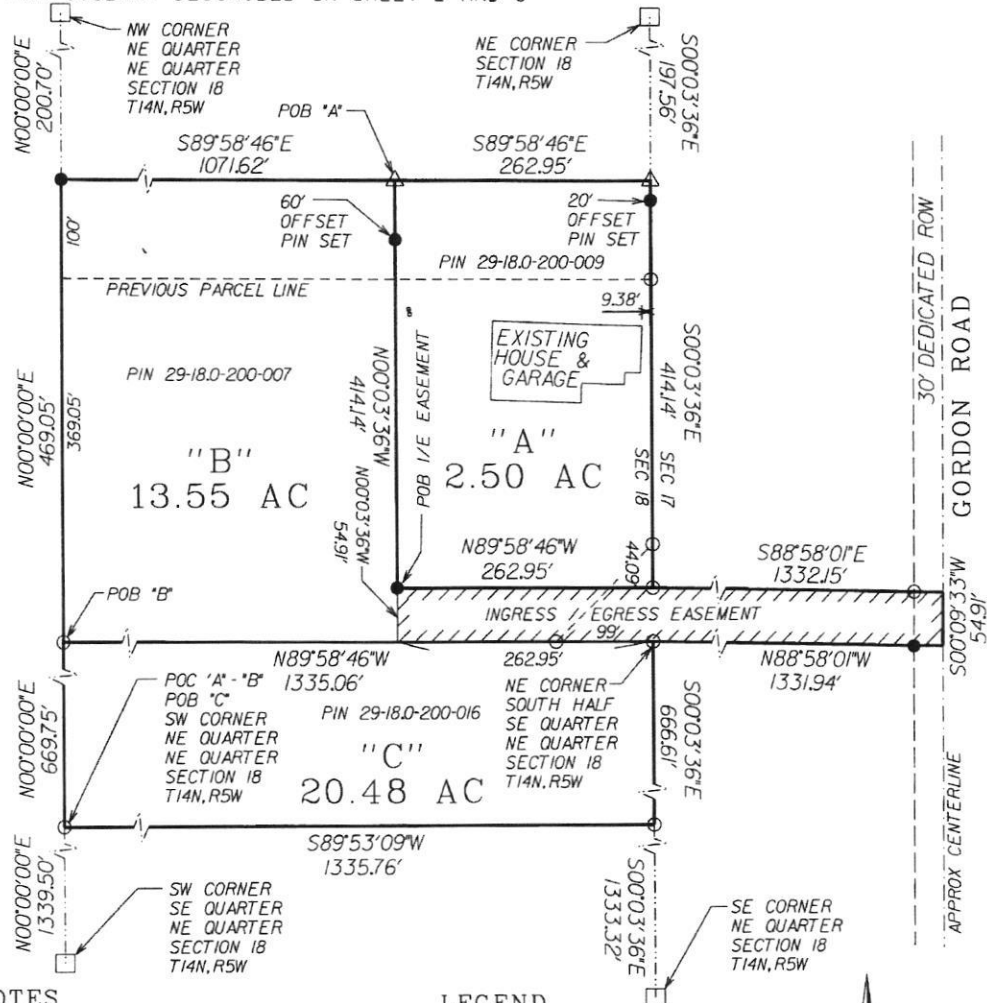 NW CORNER
NE QUARTER
NE QUARTER
SECTION 18
T14N, R5W
NE CORNER
SECTION 18
T14N, R5W
N00°00'00"E
200.70'
S00°03'36"E
197.56'
POB "A"
S89°58'46"E
1071.62'
S89°58'46"E
262.95'
60'
OFFSET
PIN SET
20'
OFFSET
PIN SET
100'
PIN 29-18.0-200-009
PREVIOUS PARCEL LINE
9.38'
EXISTING
HOUSE &
GARAGE
PIN 29-18.0-200-007
N00°00'00"E
469.05'
369.05'
"B"
13.55 AC
N00°03'36"W
414.14'
POB I/E EASEMENT
"A"
2.50 AC
S00°03'36"E
414.14'
SEC 17
SEC 18
30' DEDICATED ROW
GORDON ROAD
N00°03'36"W
54.91'
N89°58'46"W
262.95'
44.09'
S88°58'01"E
1332.15'
POB "B"
INGRESS / EGRESS EASEMENT
99'
S00°09'33"W
54.91'
N89°58'46"W
1335.06'
262.95'
N88°58'01"W
1331.94'
N00°00'00"E
669.75'
POC "A"-"B"
POB "C"
SW CORNER
NE QUARTER
NE QUARTER
SECTION 18
T14N, R5W
PIN 29-18.0-200-016
"C"
20.48 AC
NE CORNER
SOUTH HALF
SE QUARTER
NE QUARTER
SECTION 18
T14N, R5W
S00°03'36"E
666.61'
APPROX CENTERLINE
S89°53'09"W
1335.76'
N00°00'00"E
1339.50'
SW CORNER
SE QUARTER
NE QUARTER
SECTION 18
T14N, R5W
S00°03'36"E
1333.32'
SE CORNER
NE QUARTER
SECTION 18
T14N, R5W
OTES
LEGEND